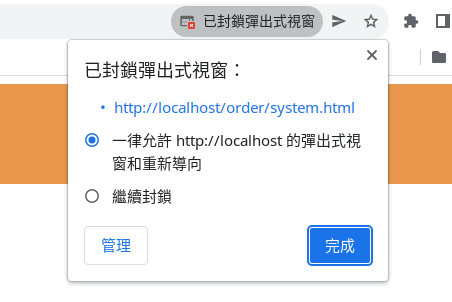 已封鎖彈出式視窗
已封鎖彈出式視窗：
• http://localhost/order/system.html
一律允許 http://localhost 的彈出式視
窗和重新導向
繼續封鎖
管理
完成